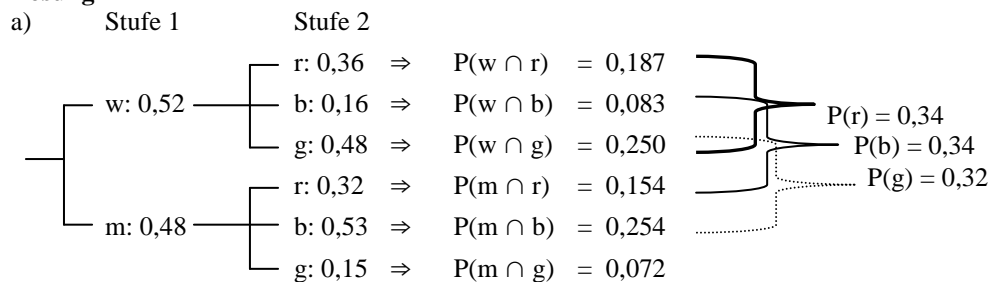 a) Stufe 1 Stufe 2
r: 0,36 ⇒ P(w ∩ r) = 0,187
w: 0,52 b: 0,16 ⇒ P(w ∩ b) = 0,083 P(r) = 0,34
g: 0,48 ⇒ P(w ∩ g) = 0,250 P(b) = 0,34
r: 0,32 ⇒ P(m ∩ r) = 0,154 P(g) = 0,32
m: 0,48 b: 0,53 ⇒ P(m ∩ b) = 0,254
g: 0,15 ⇒ P(m ∩ g) = 0,072